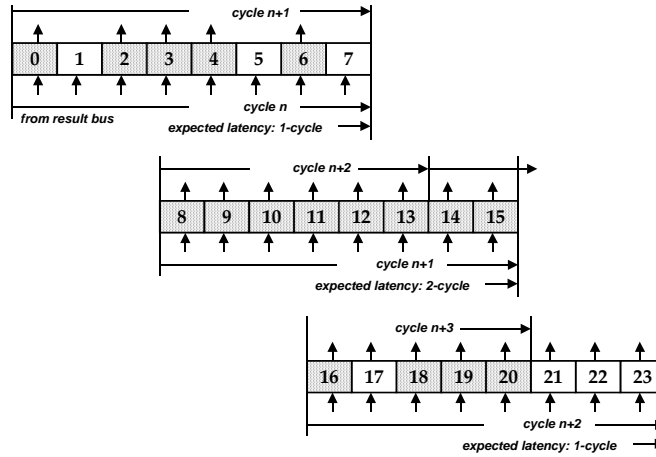 cycle n+1
0 1 2 3 4 5 6 7
cycle n
from result bus
expected latency: 1-cycle
cycle n+2
8 9 10 11 12 13 14 15
cycle n+1
expected latency: 2-cycle
cycle n+3
16 17 18 19 20 21 22 23
cycle n+2
expected latency: 1-cycle